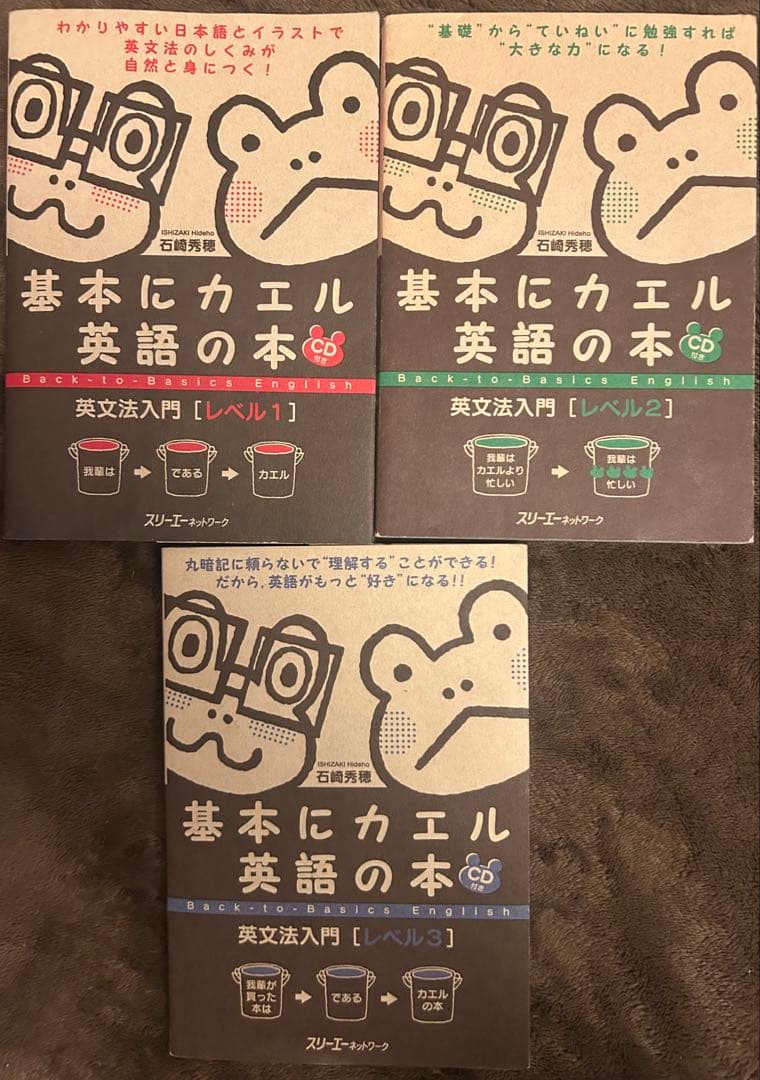 わかりやすい日本語とイラストで
英文法のしくみが
自然と身につく！
ISHIZAKI Hideho
石崎秀穂
基本にカエル
英語の本
CD
付き
Back-to-Basics English
英文法入門［レベル1］
我輩は
である
カエル
スリーエーネットワーク
“基礎”から“ていねい”に勉強すれば
“大きな力”になる！
ISHIZAKI Hideho
石崎秀穂
基本にカエル
英語の本
CD
付き
Back-to-Basics English
英文法入門［レベル2］
我輩は
カエルより
忙しい
我輩は
忙しい
スリーエーネットワーク
丸暗記に頼らないで“理解する”ことができる！
だから，英語がもっと“好き”になる！！
ISHIZAKI Hideho
石崎秀穂
基本にカエル
英語の本
CD
付き
Back-to-Basics English
英文法入門［レベル3］
我輩が
買った
本は
である
カエル
の本
スリーエーネットワーク